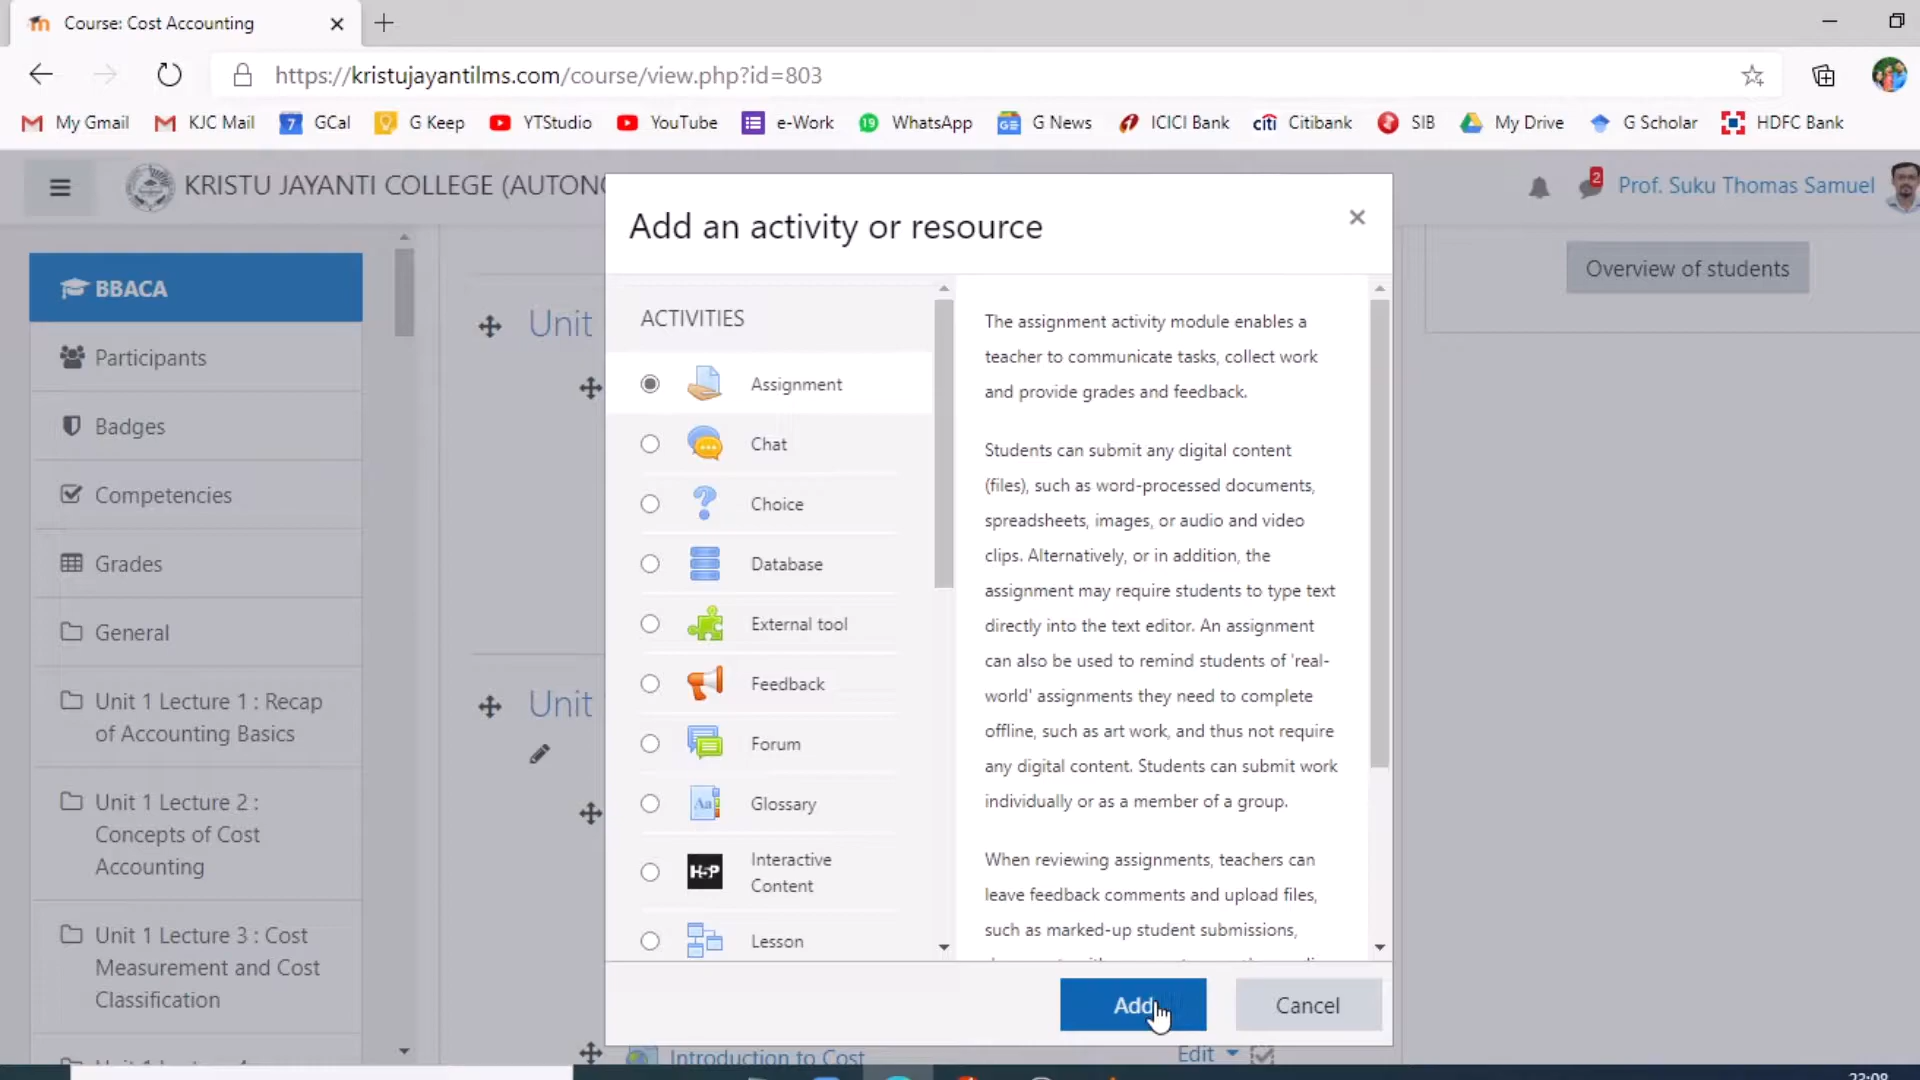 Course: Cost Accounting
https://kristujayantilms.com/course/view.php?id=803
My Gmail
KJC Mail
7
GCal
G Keep
YTStudio
YouTube
e-Work
19
WhatsApp
G News
ICICI Bank
citi
Citibank
SIB
My Drive
G Scholar
HDFC Bank
KRISTU JAYANTI COLLEGE (AUTONO
2
Prof. Suku Thomas Samuel
BBACA
Participants
Badges
Competencies
Grades
General
Unit 1 Lecture 1 : Recap
of Accounting Basics
Unit 1 Lecture 2 :
Concepts of Cost
Accounting
Unit 1 Lecture 3 : Cost
Measurement and Cost
Classification
Unit
Unit
Add an activity or resource
×
ACTIVITIES
Assignment
Chat
Choice
Database
External tool
Feedback
Forum
Aa
Glossary
H5P
Interactive
Content
Lesson
The assignment activity module enables a
teacher to communicate tasks, collect work
and provide grades and feedback.
Students can submit any digital content
(files), such as word-processed documents,
spreadsheets, images, or audio and video
clips. Alternatively, or in addition, the
assignment may require students to type text
directly into the text editor. An assignment
can also be used to remind students of 'real-
world' assignments they need to complete
offline, such as art work, and thus not require
any digital content. Students can submit work
individually or as a member of a group.
When reviewing assignments, teachers can
leave feedback comments and upload files,
such as marked-up student submissions,
Add
Cancel
Overview of students
Introduction to Cost
Edit